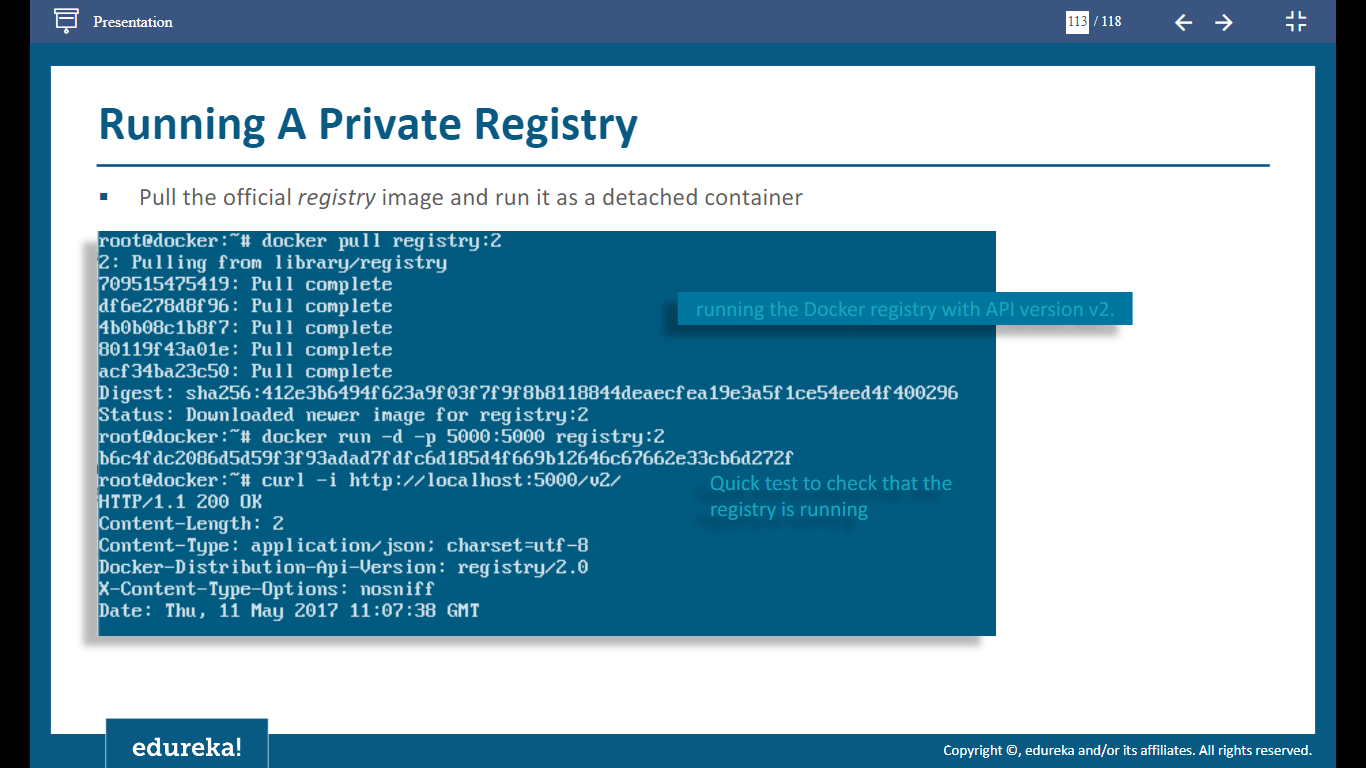 Presentation
113 / 118
Running A Private Registry
Pull the official registry image and run it as a detached container
root@docker:~# docker pull registry:2
2: Pulling from library/registry
709515475419: Pull complete
df6e278d8f96: Pull complete
running the Docker registry with API version v2.
4b0b08c1b8f7: Pull complete
80119f43a01e: Pull complete
acf34ba23c50: Pull complete
Digest: sha256:412e3b6494f623a9f03f7f9f8b8118844deaecfea19e3a5f1ce54eed4f400296
Status: Downloaded newer image for registry:2
root@docker:~# docker run -d -p 5000:5000 registry:2
b6c4fdc2086d5d59f3f93adad7fdfc6d185d4f669b12646c67662e33cb6d272f
root@docker:~# curl -i http://localhost:5000/v2/
Quick test to check that the
registry is running
HTTP/1.1 200 OK
Content-Length: 2
Content-Type: application/json; charset=utf-8
Docker-Distribution-Api-Version: registry/2.0
X-Content-Type-Options: nosniff
Date: Thu, 11 May 2017 11:07:38 GMT
edureka!
Copyright ©, edureka and/or its affiliates. All rights reserved.